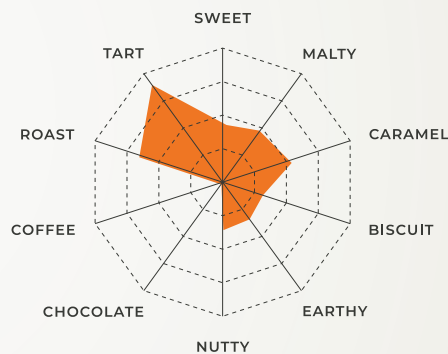 SWEET
TART
MALTY
ROAST
CARAMEL
COFFEE
BISCUIT
CHOCOLATE
EARTHY
NUTTY